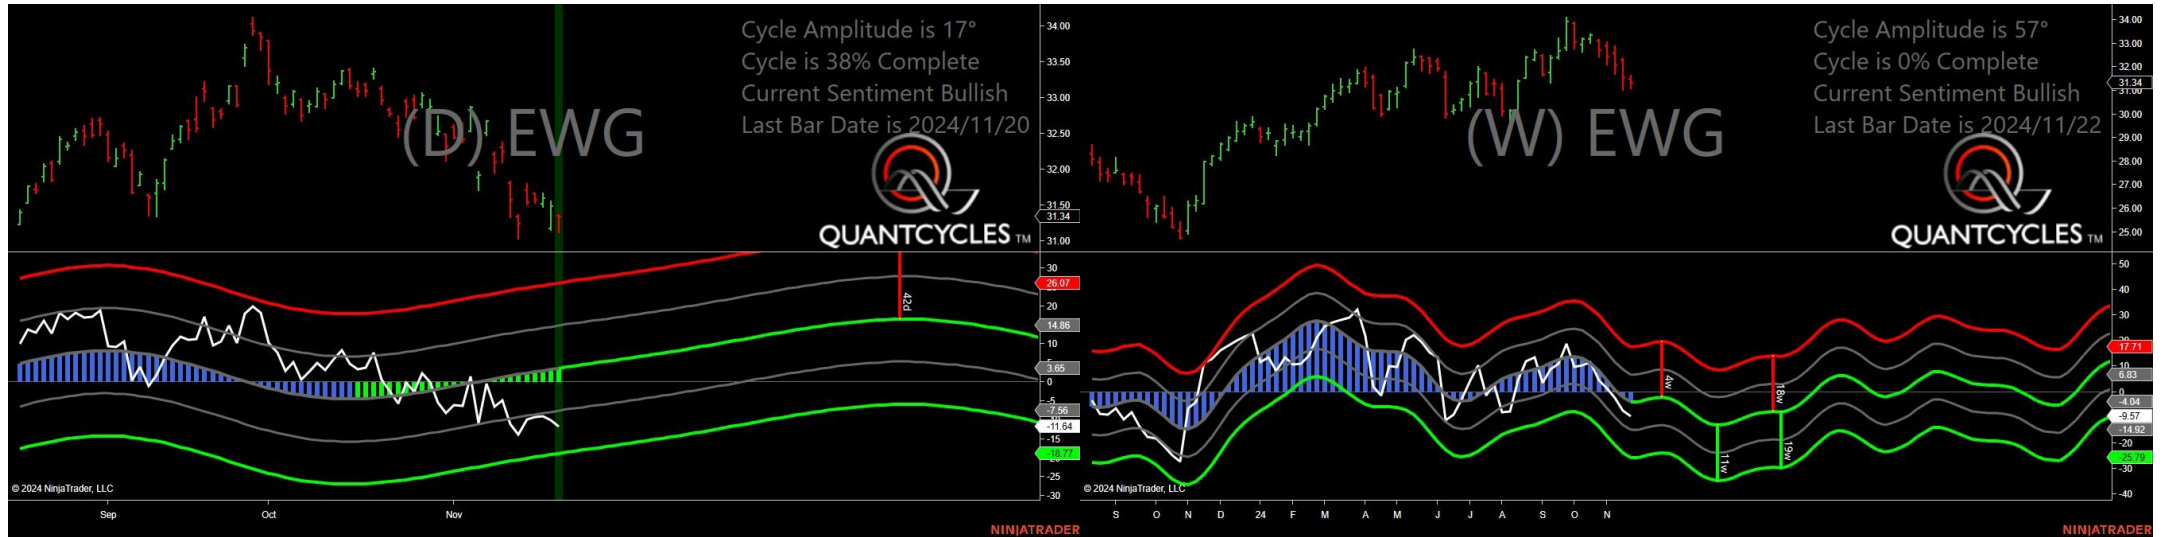 Cycle Amplitude is 17°
Cycle is 38% Complete
Current Sentiment Bullish
Last Bar Date is 2024/11/20
(D) EWG
QUANTCYCLES TM
34.00
33.50
33.00
32.50
32.00
31.50
31.34
31.00
30
26.07
20
14.86
10
5
3.65
0
-5
-7.56
-11.64
-15
-18.77
-25
-30
42d
© 2024 NinjaTrader, LLC
Sep
Oct
Nov
NINJATRADER
Cycle Amplitude is 57°
Cycle is 0% Complete
Current Sentiment Bullish
Last Bar Date is 2024/11/22
(W) EWG
QUANTCYCLES TM
34.00
33.00
32.00
31.34
31.00
30.00
29.00
28.00
27.00
26.00
25.00
50
40
30
17.71
10
6.83
0
-4.04
-9.57
-14.92
-20
-25.79
-30
-40
4w
18w
11w
19w
© 2024 NinjaTrader, LLC
S
O
N
D
24
F
M
A
M
J
J
A
S
O
N
NINJATRADER